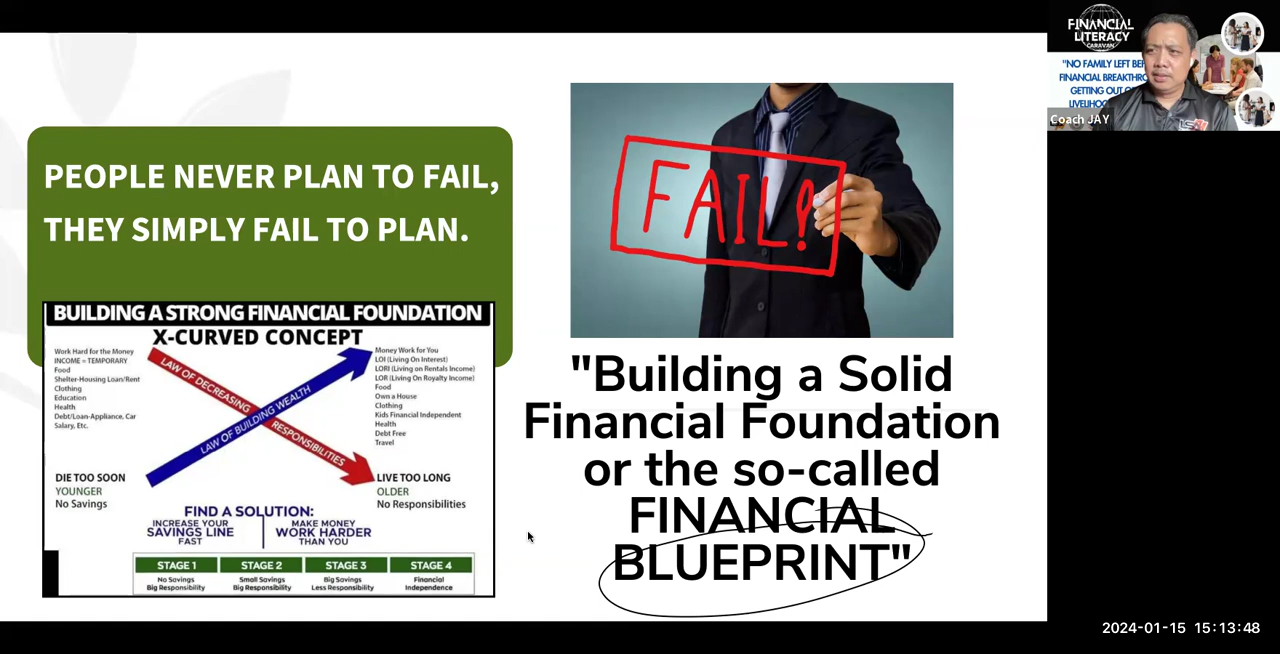 PEOPLE NEVER PLAN TO FAIL,
THEY SIMPLY FAIL TO PLAN.
BUILDING A STRONG FINANCIAL FOUNDATION
X-CURVED CONCEPT
Work Hard for the Money
INCOME = TEMPORARY
Food
Shelter-Housing Loan/Rent
Clothing
Education
Health
Debt/Loan-Appliance, Car
Salary, Etc.
LAW OF DECREASING
RESPONSIBILITIES
LAW OF BUILDING WEALTH
Money Work for You
LOI (Living On Interest)
LORI (Living on Rentals Income)
LOR (Living On Royalty Income)
Food
Own a House
Clothing
Kids Financial Independent
Health
Debt Free
Travel
DIE TOO SOON
YOUNGER
No Savings
LIVE TOO LONG
OLDER
No Responsibilities
FIND A SOLUTION:
INCREASE YOUR
SAVINGS LINE
FAST
MAKE MONEY
WORK HARDER
THAN YOU
STAGE 1
No Savings
Big Responsibility
STAGE 2
Small Savings
Big Responsibility
STAGE 3
Big Savings
Less Responsibility
STAGE 4
Financial
Independence
FAIL!
"Building a Solid
Financial Foundation
or the so-called
FINANCIAL
BLUEPRINT"
FINANCIAL
LITERACY
CARAVAN
"NO FAMILY LEFT
FINANCIAL
GETTING OUT
Coach JAY
2024-01-15 15:13:48